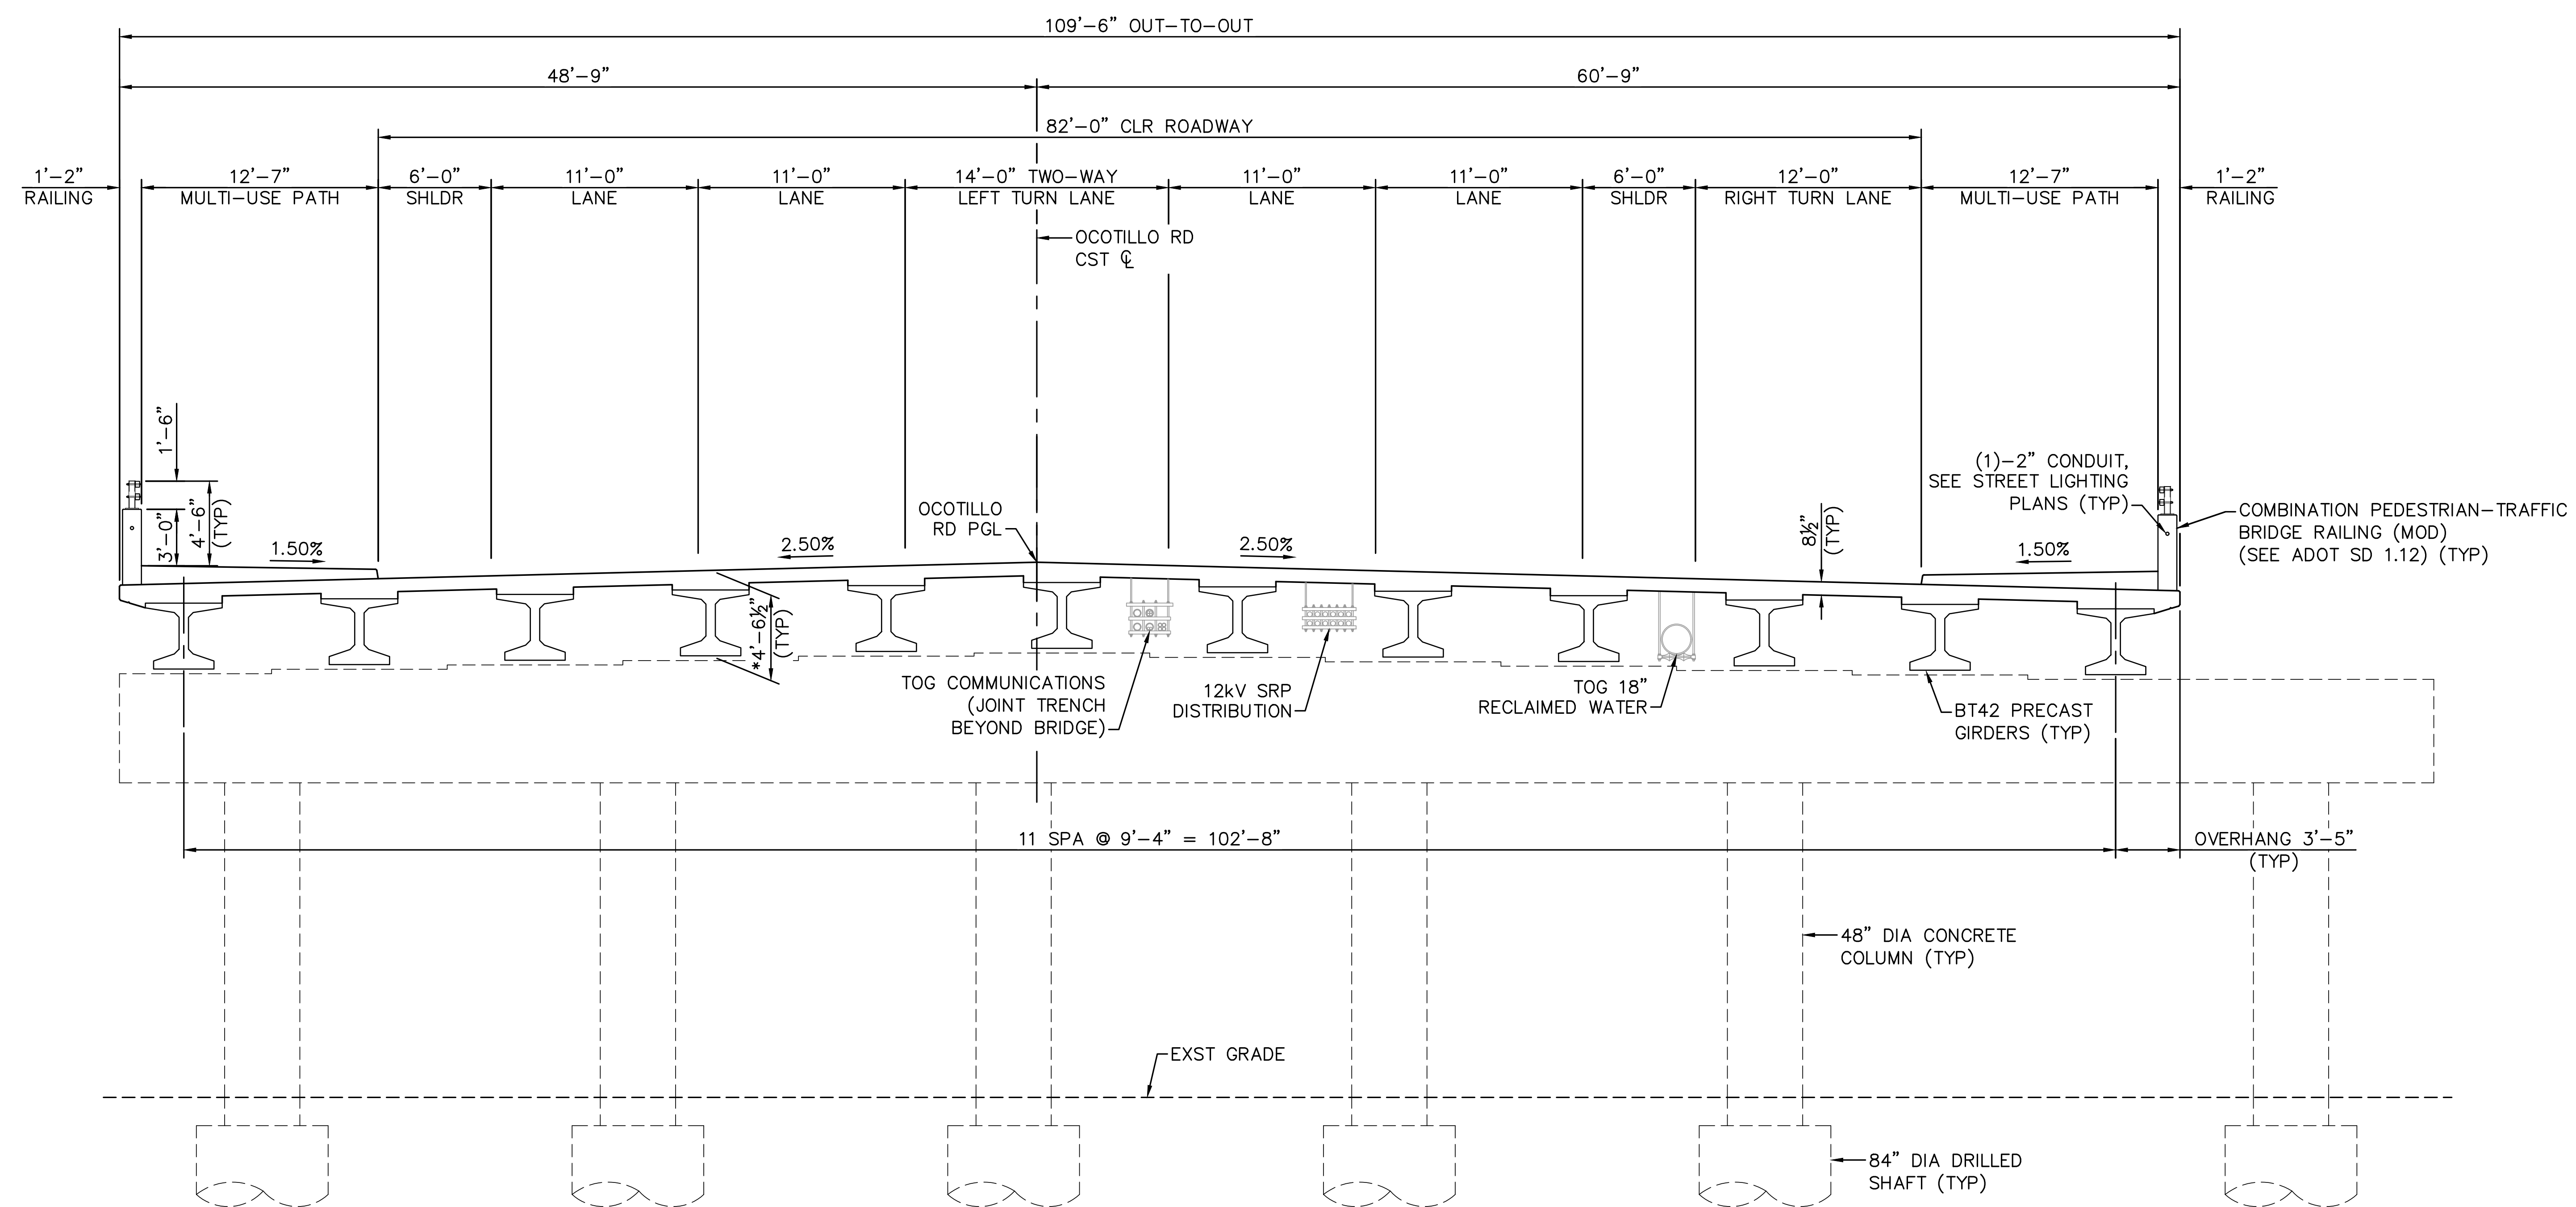 109'-6" OUT-TO-OUT
48'-9"
60'-9"
82'-0" CLR ROADWAY
1'-2"
RAILING
12'-7"
MULTI-USE PATH
6'-0"
SHLDR
11'-0"
LANE
11'-0"
LANE
14'-0" TWO-WAY
LEFT TURN LANE
11'-0"
LANE
11'-0"
LANE
6'-0"
SHLDR
12'-0"
RIGHT TURN LANE
12'-7"
MULTI-USE PATH
1'-2"
RAILING
OCOTILLO RD
CST ℄
1'-6"
3'-0"
4'-6"
(TYP)
1.50%
2.50%
OCOTILLO
RD PGL
2.50%
8½"
(TYP)
1.50%
(1)-2" CONDUIT,
SEE STREET LIGHTING
PLANS (TYP)
COMBINATION PEDESTRIAN-TRAFFIC
BRIDGE RAILING (MOD)
(SEE ADOT SD 1.12) (TYP)
*4'-6½"
(TYP)
TOG COMMUNICATIONS
(JOINT TRENCH
BEYOND BRIDGE)
12kV SRP
DISTRIBUTION
TOG 18"
RECLAIMED WATER
BT42 PRECAST
GIRDERS (TYP)
11 SPA @ 9'-4" = 102'-8"
OVERHANG 3'-5"
(TYP)
48" DIA CONCRETE
COLUMN (TYP)
EXST GRADE
84" DIA DRILLED
SHAFT (TYP)